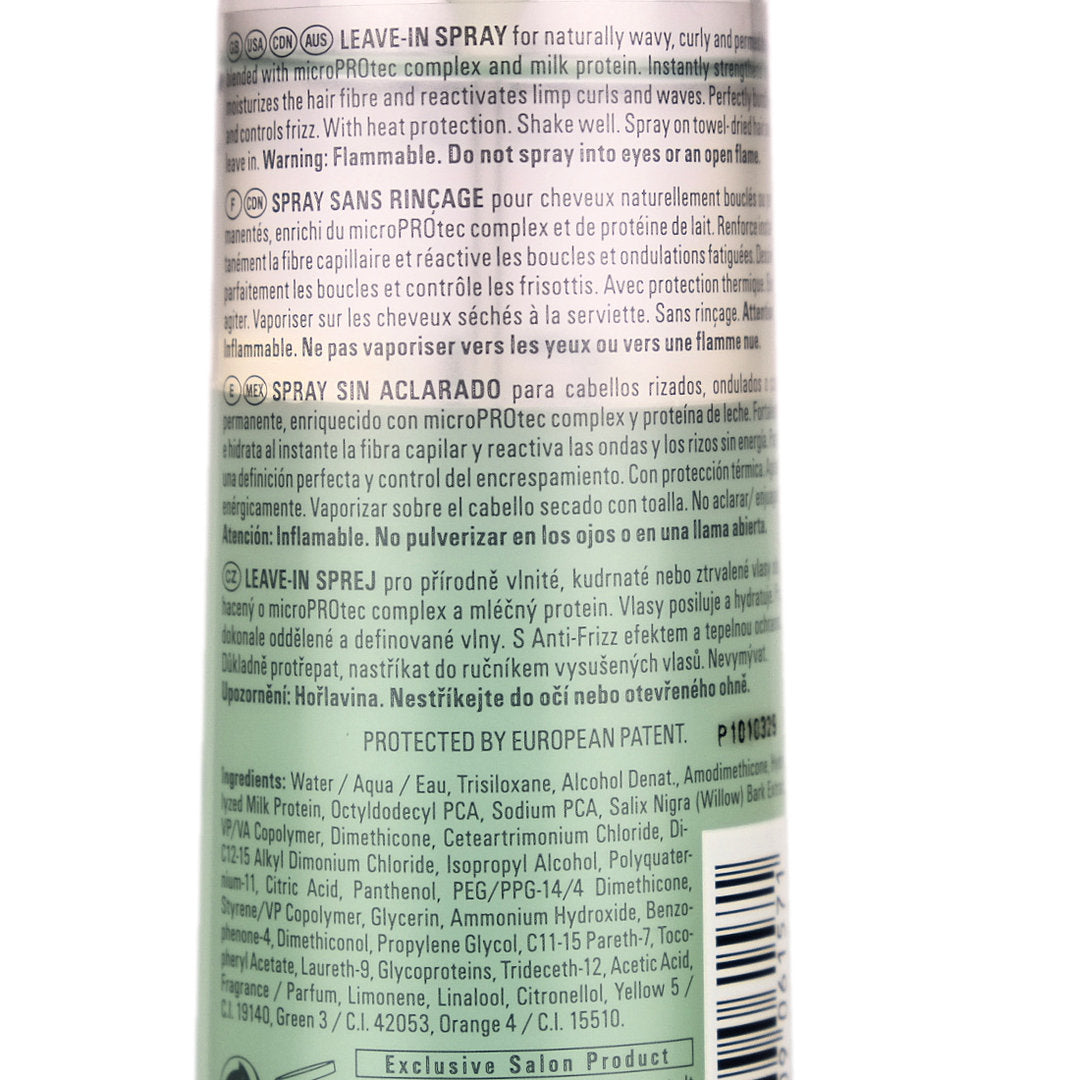 GB USA CDN AUS LEAVE-IN SPRAY for naturally wavy, curly and
blended with microPROtec complex and milk protein. Instantly
moisturizes the hair fibre and reactivates limp curls and waves. Perfectly
and controls frizz. With heat protection. Shake well. Spray on towel-dried hair
leave in. Warning: Flammable. Do not spray into eyes or an open flame.
F CDN SPRAY SANS RINÇAGE pour cheveux naturellement bouclés ou
manentés, enrichi du microPROtec complex et de protéine de lait. Renforce
tanément la fibre capillaire et réactive les boucles et ondulations fatiguées.
parfaitement les boucles et contrôle les frisottis. Avec protection thermique.
agiter. Vaporiser sur les cheveux séchés à la serviette. Sans rinçage.
Inflammable. Ne pas vaporiser vers les yeux ou vers une flamme nue.
E MEX SPRAY SIN ACLARADO para cabellos rizados, ondulados
permanente, enriquecido con microPROtec complex y proteína de leche.
e hidrata al instante la fibra capilar y reactiva las ondas y los rizos sin energía.
una definición perfecta y control del encrespamiento. Con protección térmica.
enérgicamente. Vaporizar sobre el cabello secado con toalla. No aclarar/
Atención: Inflamable. No pulverizar en los ojos o en una llama abierta.
CZ LEAVE-IN SPREJ pro přírodně vlnité, kudrnaté nebo ztrvalené vlasy
hacený o microPROtec complex a mléčný protein. Vlasy posiluje a hydratuje.
dokonale oddělené a definované vlny. S Anti-Frizz efektem a tepelnou
Důkladně protřepat, nastříkat do ručníkem vysušených vlasů. Nevymývat.
Upozornění: Hořlavina. Nestříkejte do očí nebo otevřeného ohně.
PROTECTED BY EUROPEAN PATENT. P1010329
Ingredients: Water / Aqua / Eau, Trisiloxane, Alcohol Denat., Amodimethicone,
lyzed Milk Protein, Octyldodecyl PCA, Sodium PCA, Salix Nigra (Willow) Bark
VP/VA Copolymer, Dimethicone, Ceteartrimonium Chloride, Di-
C12-15 Alkyl Dimonium Chloride, Isopropyl Alcohol, Polyquater-
nium-11, Citric Acid, Panthenol, PEG/PPG-14/4 Dimethicone,
Styrene/VP Copolymer, Glycerin, Ammonium Hydroxide, Benzo-
phenone-4, Dimethiconol, Propylene Glycol, C11-15 Pareth-7, Toco-
pheryl Acetate, Laureth-9, Glycoproteins, Trideceth-12, Acetic Acid,
Fragrance / Parfum, Limonene, Linalool, Citronellol, Yellow 5 /
C.I. 19140, Green 3 / C.I. 42053, Orange 4 / C.I. 15510.
Exclusive Salon Product